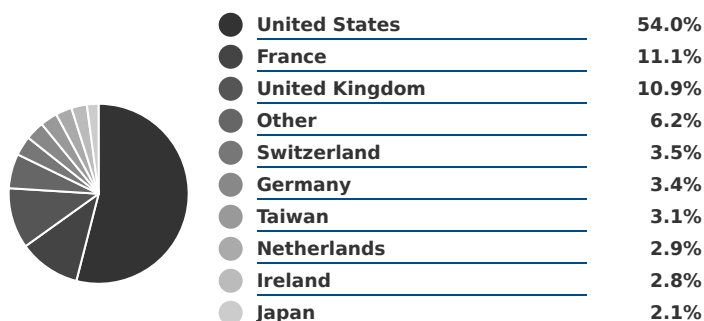 United States 54.0%
France 11.1%
United Kingdom 10.9%
Other 6.2%
Switzerland 3.5%
Germany 3.4%
Taiwan 3.1%
Netherlands 2.9%
Ireland 2.8%
Japan 2.1%